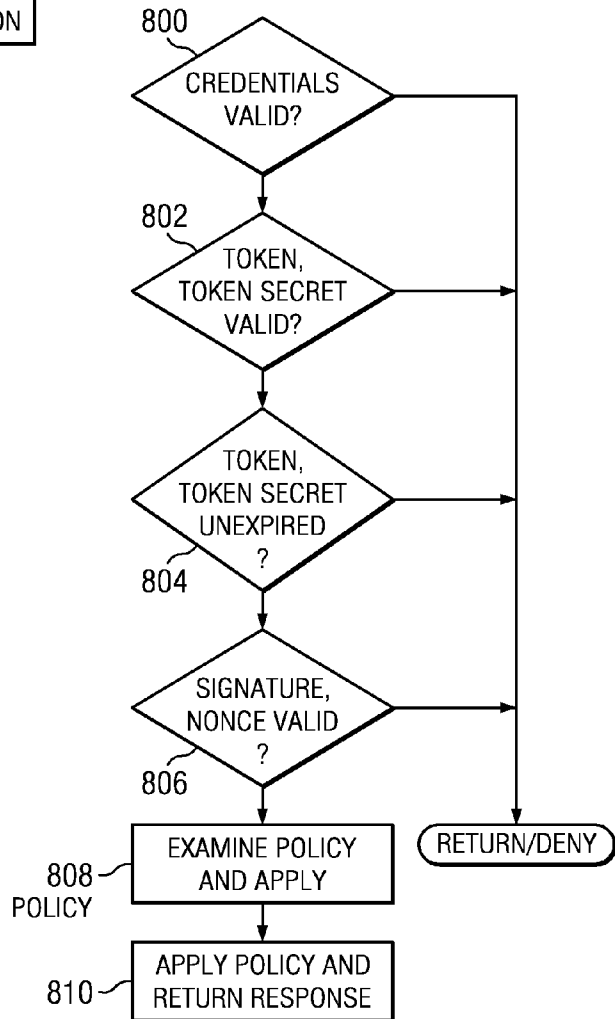 ON
800
CREDENTIALS
VALID?
802
TOKEN,
TOKEN SECRET
VALID?
TOKEN,
TOKEN SECRET
UNEXPIRED
?
804
SIGNATURE,
NONCE VALID
?
806
EXAMINE POLICY
AND APPLY
808
POLICY
RETURN/DENY
APPLY POLICY AND
RETURN RESPONSE
810